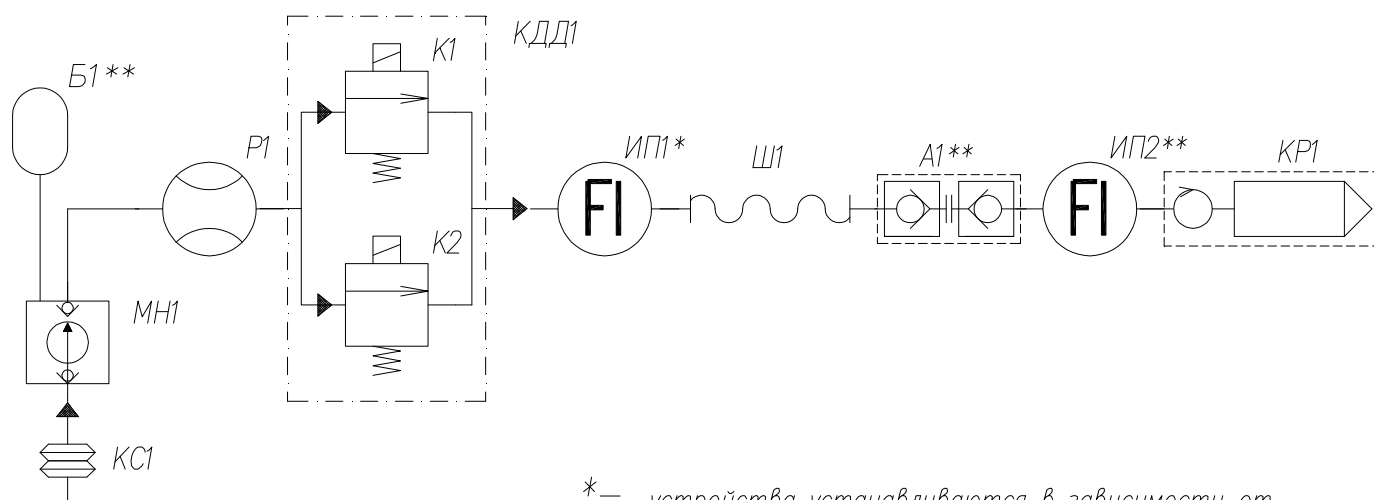 Б1**
Р1
К1
КДД1
К2
МН1
КС1
ИП1*
FI
Ш1
А1**
ИП2**
FI
КР1
*— устройства устанавливаются в зависимости от